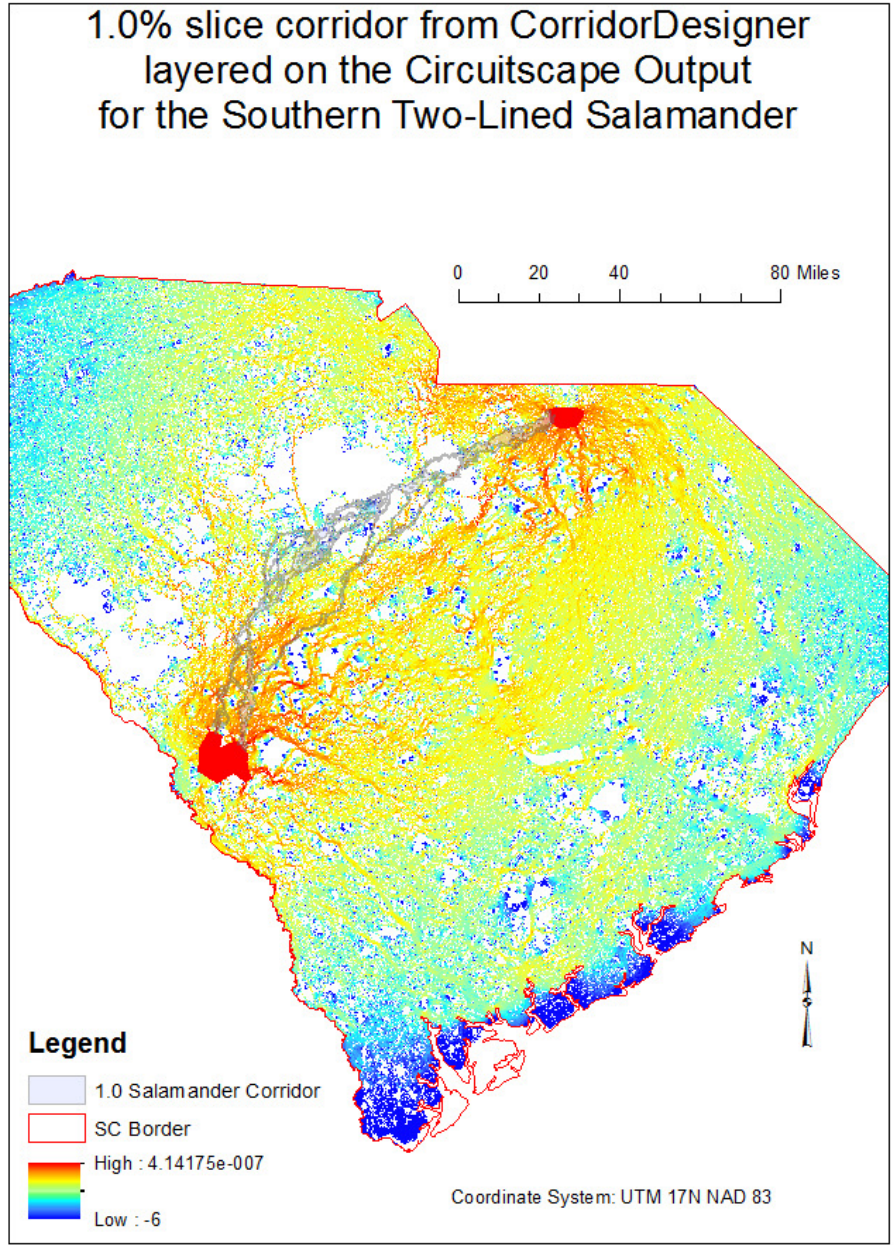 1.0% slice corridor from CorridorDesigner
layered on the Circuitscape Output
for the Southern Two-Lined Salamander
0 20 40 80 Miles
N
Legend
1.0 Salamander Corridor
SC Border
High : 4.14175e-007
Low : -6
Coordinate System: UTM 17N NAD 83